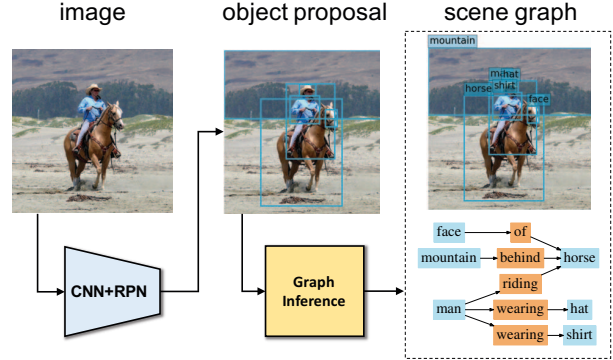 image object proposal scene graph
mountain
mi hat
shirt
horse
face
CNN+RPN
Graph
Inference
face of
mountain behind horse
riding
man wearing hat
wearing shirt